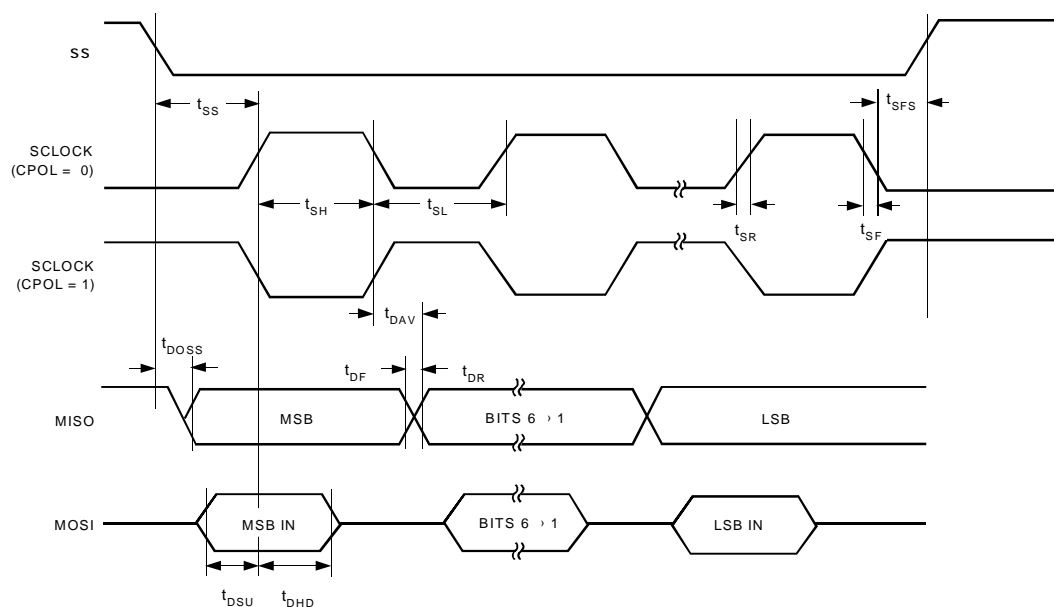 SS
tSS
tSFS
SCLOCK
(CPOL = 0)
tSH
tSL
tSR
tSF
SCLOCK
(CPOL = 1)
tDAV
tDOSS
tDF
tDR
MISO
MSB
BITS 6 › 1
LSB
MOSI
MSB IN
BITS 6 › 1
LSB IN
tDSU
tDHD